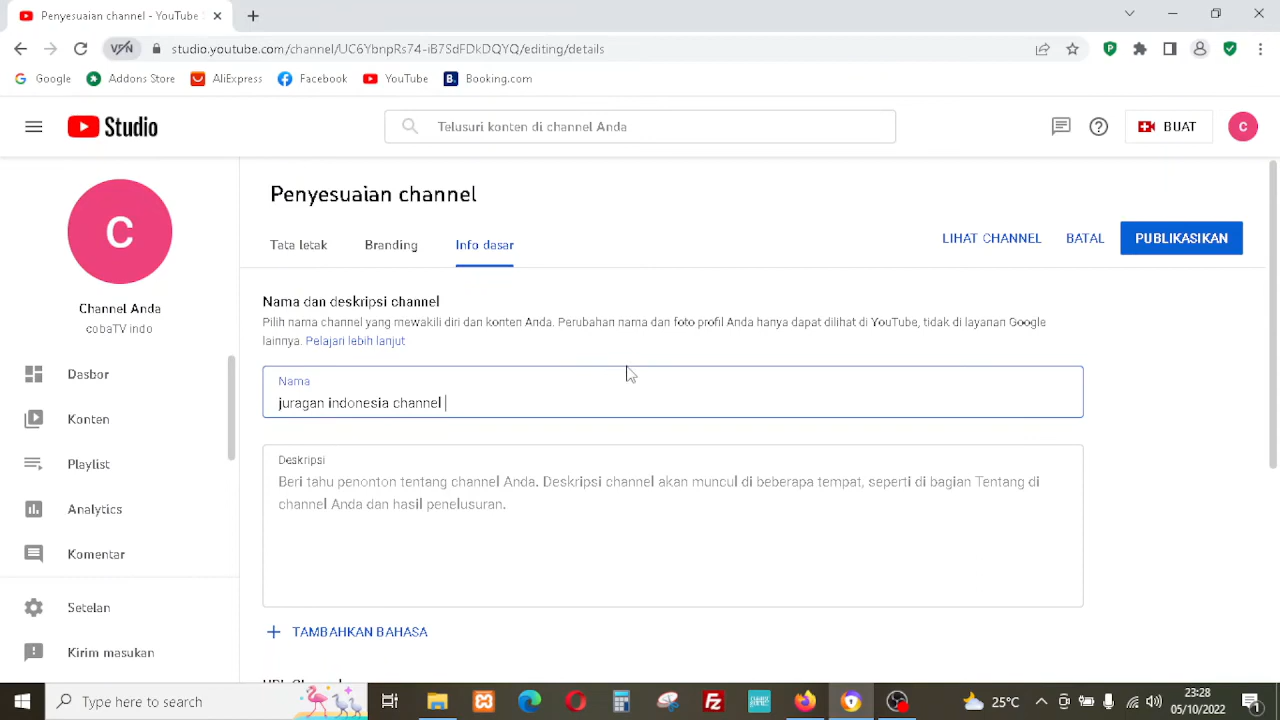 Penyesuaian channel - YouTube
VPN
studio.youtube.com/channel/UC6YbnpRs74-iB7SdFDkDQYQ/editing/details
Google
Addons Store
AliExpress
Facebook
YouTube
B.
Booking.com
Studio
Telusuri konten di channel Anda
BUAT
C
C
Channel Anda
cobaTV indo
Dasbor
Konten
Playlist
Analytics
Komentar
Setelan
Kirim masukan
Penyesuaian channel
Tata letak
Branding
Info dasar
LIHAT CHANNEL
BATAL
PUBLIKASIKAN
Nama dan deskripsi channel
Pilih nama channel yang mewakili diri dan konten Anda. Perubahan nama dan foto profil Anda hanya dapat dilihat di YouTube, tidak di layanan Google
lainnya. Pelajari lebih lanjut
Nama
juragan indonesia channel
Deskripsi
Beri tahu penonton tentang channel Anda. Deskripsi channel akan muncul di beberapa tempat, seperti di bagian Tentang di
channel Anda dan hasil penelusuran.
TAMBAHKAN BAHASA
Type here to search
25°C
23:28
05/10/2022
1